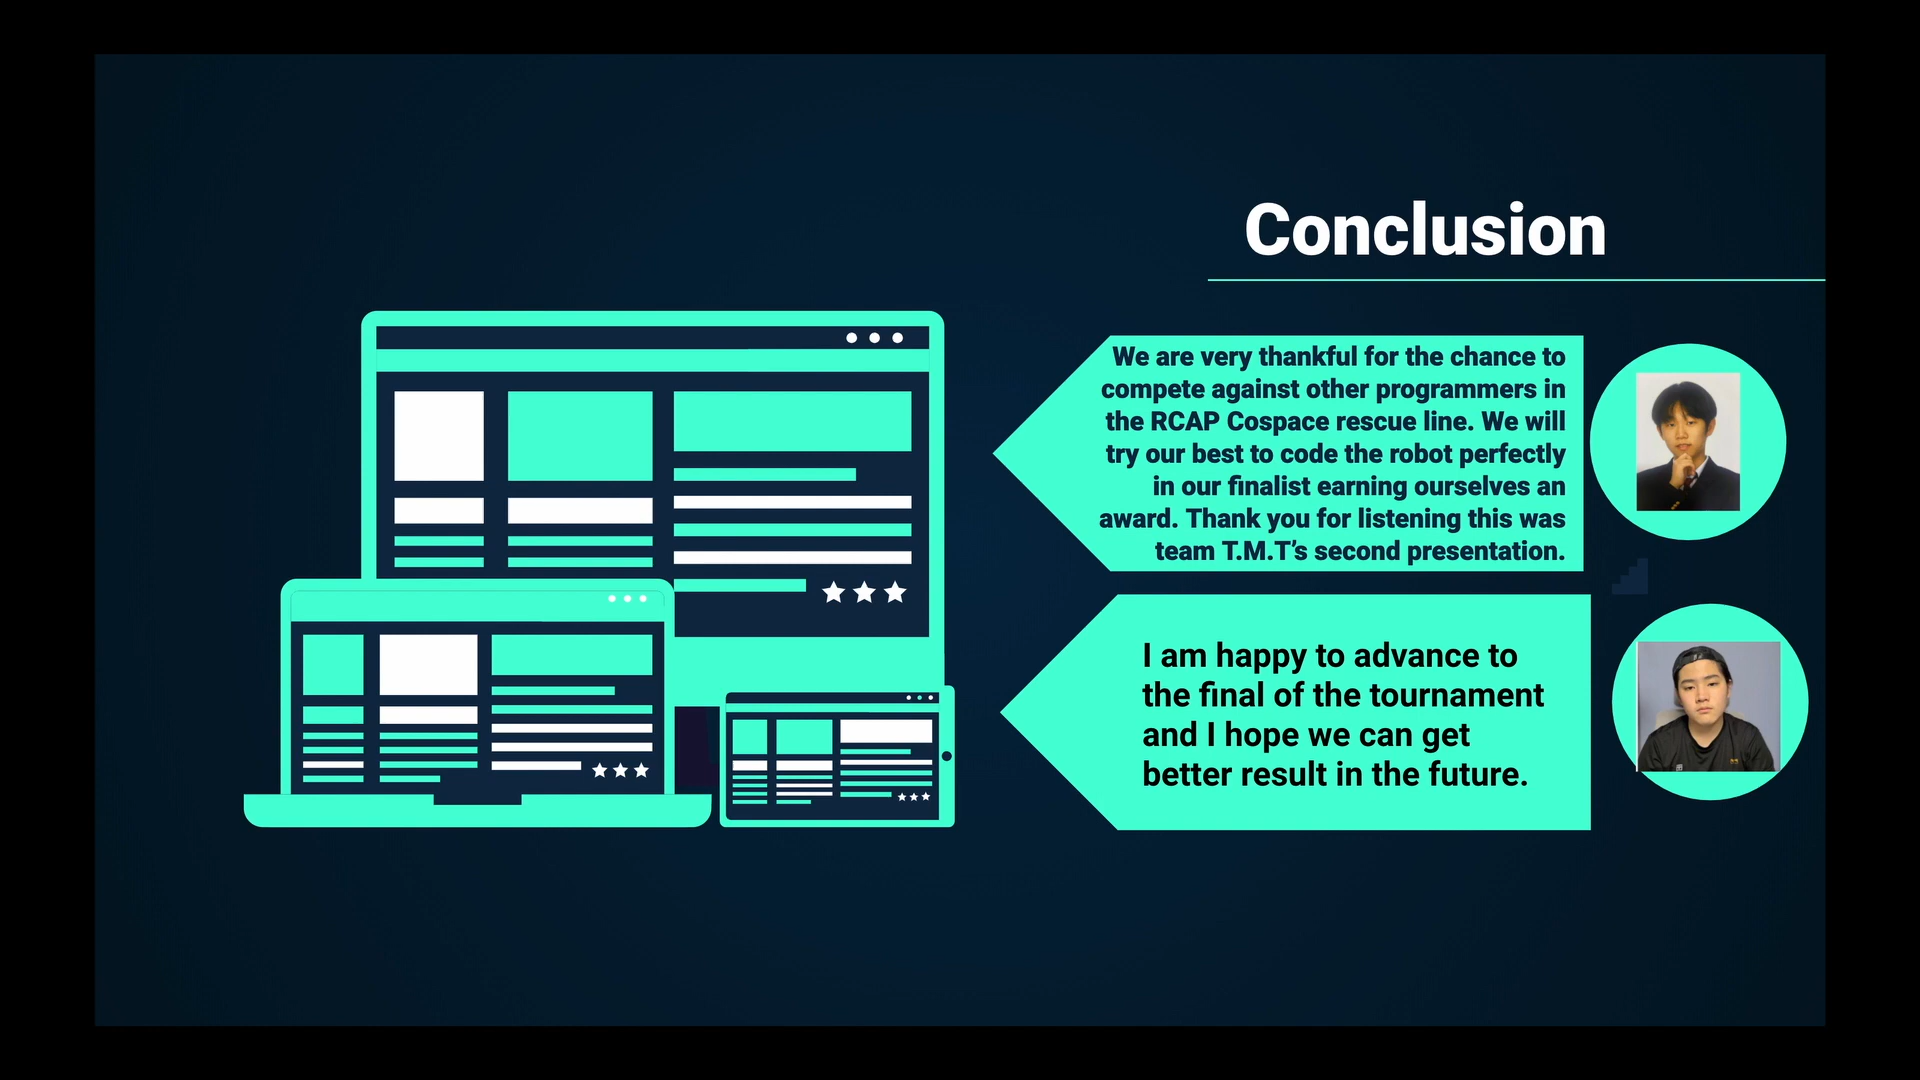 Conclusion
We are very thankful for the chance to
compete against other programmers in
the RCAP Cospace rescue line. We will
try our best to code the robot perfectly
in our finalist earning ourselves an
award. Thank you for listening this was
team T.M.T’s second presentation.
I am happy to advance to
the final of the tournament
and I hope we can get
better result in the future.